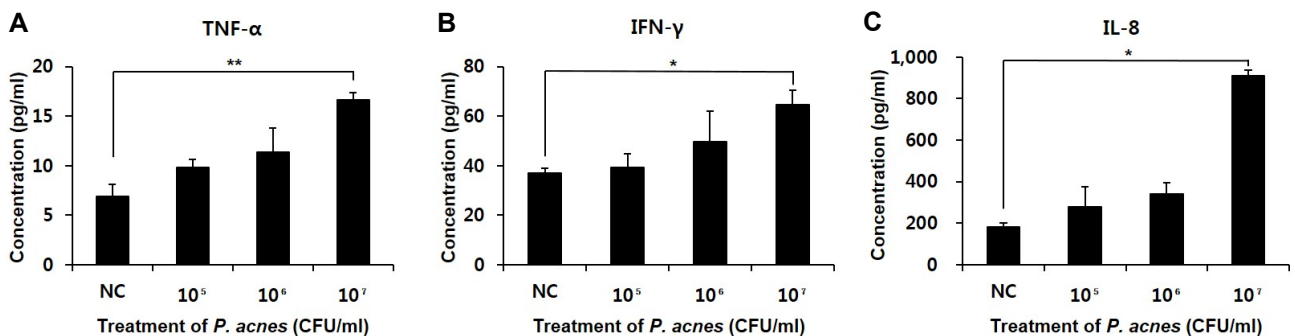 A
TNF-α
Concentration (pg/ml)
20
15
10
5
0
**
NC
10⁵
10⁶
10⁷
Treatment of P. acnes (CFU/ml)
B
IFN-γ
Concentration (pg/ml)
80
60
40
20
0
*
NC
10⁵
10⁶
10⁷
Treatment of P. acnes (CFU/ml)
C
IL-8
Concentration (pg/ml)
1,000
800
600
400
200
0
*
NC
10⁵
10⁶
10⁷
Treatment of P. acnes (CFU/ml)